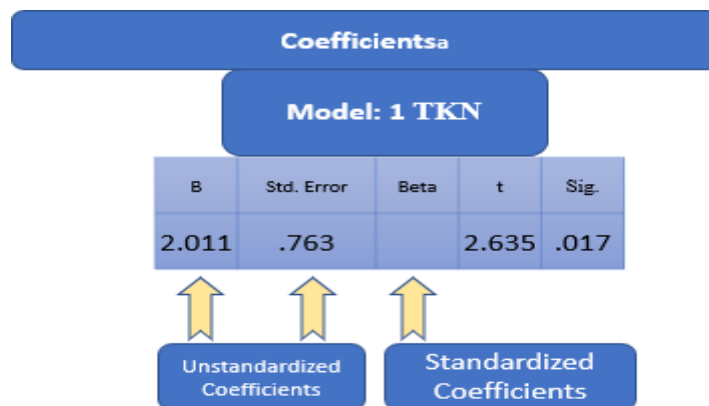 Coefficientsa
Model: 1 TKN
B Std. Error Beta t Sig.
2.011 .763 2.635 .017
Unstandardized
Coefficients
Standardized
Coefficients